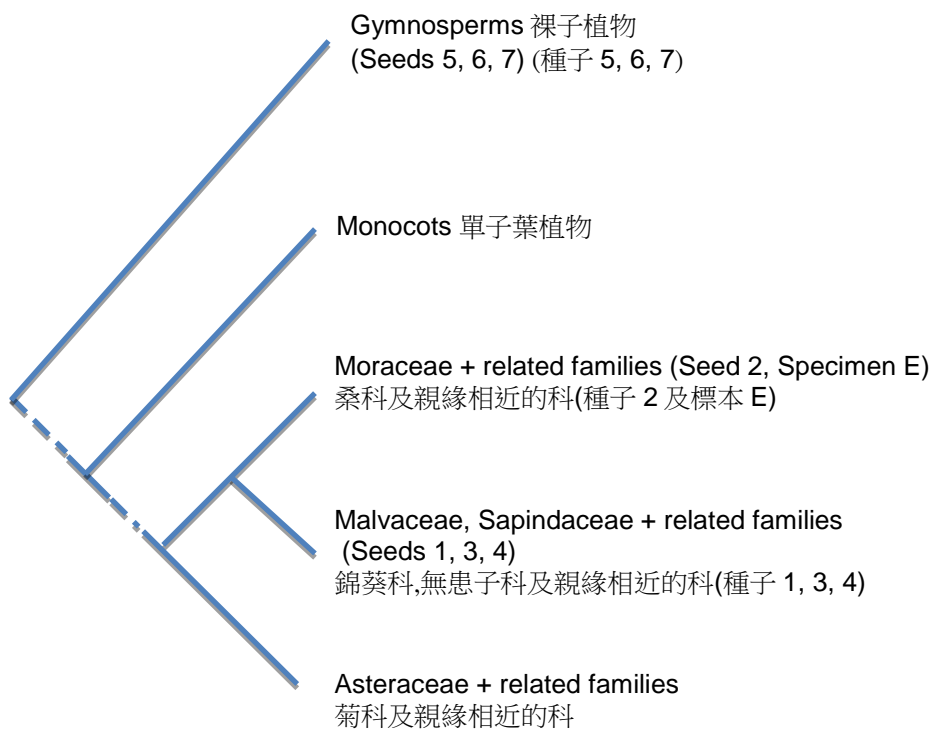 Gymnosperms 裸子植物
(Seeds 5, 6, 7) (種子 5, 6, 7)
Monocots 單子葉植物
Moraceae + related families (Seed 2, Specimen E)
桑科及親緣相近的科(種子 2 及標本 E)
Malvaceae, Sapindaceae + related families
(Seeds 1, 3, 4)
錦葵科,無患子科及親緣相近的科(種子 1, 3, 4)
Asteraceae + related families
菊科及親緣相近的科